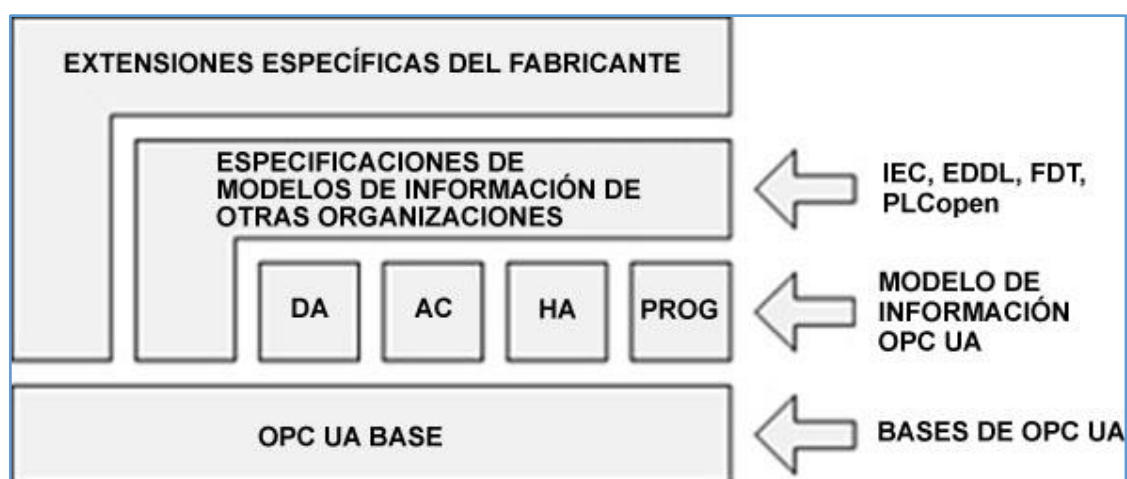 EXTENSIONES ESPECÍFICAS DEL FABRICANTE
ESPECIFICACIONES DE
MODELOS DE INFORMACIÓN DE
OTRAS ORGANIZACIONES
IEC, EDDL, FDT,
PLCopen
DA
AC
HA
PROG
MODELO DE
INFORMACIÓN
OPC UA
OPC UA BASE
BASES DE OPC UA